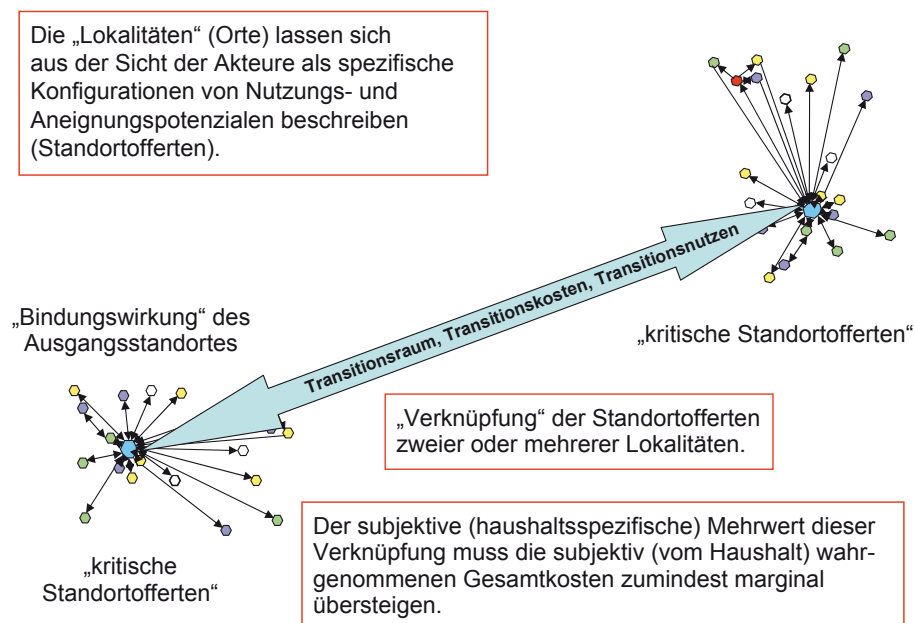 Die „Lokalitäten“ (Orte) lassen sich
aus der Sicht der Akteure als spezifische
Konfigurationen von Nutzungs- und
Aneignungspotenzialen beschreiben
(Standortofferten).
Transitionsraum, Transitionskosten, Transitionsnutzen
„Bindungswirkung“ des
Ausgangsstandortes
„kritische Standortofferten“
„Verknüpfung“ der Standortofferten
zweier oder mehrerer Lokalitäten.
„kritische
Standortofferten“
Der subjektive (haushaltsspezifische) Mehrwert dieser
Verknüpfung muss die subjektiv (vom Haushalt) wahr-
genommenen Gesamtkosten zumindest marginal
übersteigen.